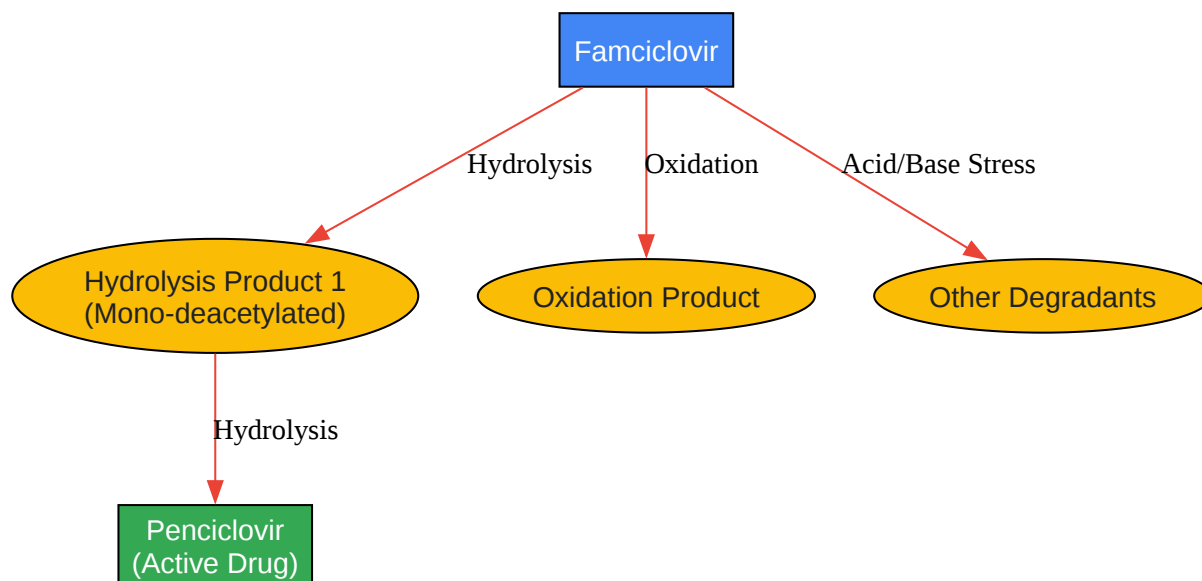 Famciclovir
Hydrolysis
Oxidation
Acid/Base Stress
Hydrolysis Product 1
(Mono-deacetylated)
Oxidation Product
Other Degradants
Hydrolysis
Penciclovir
(Active Drug)